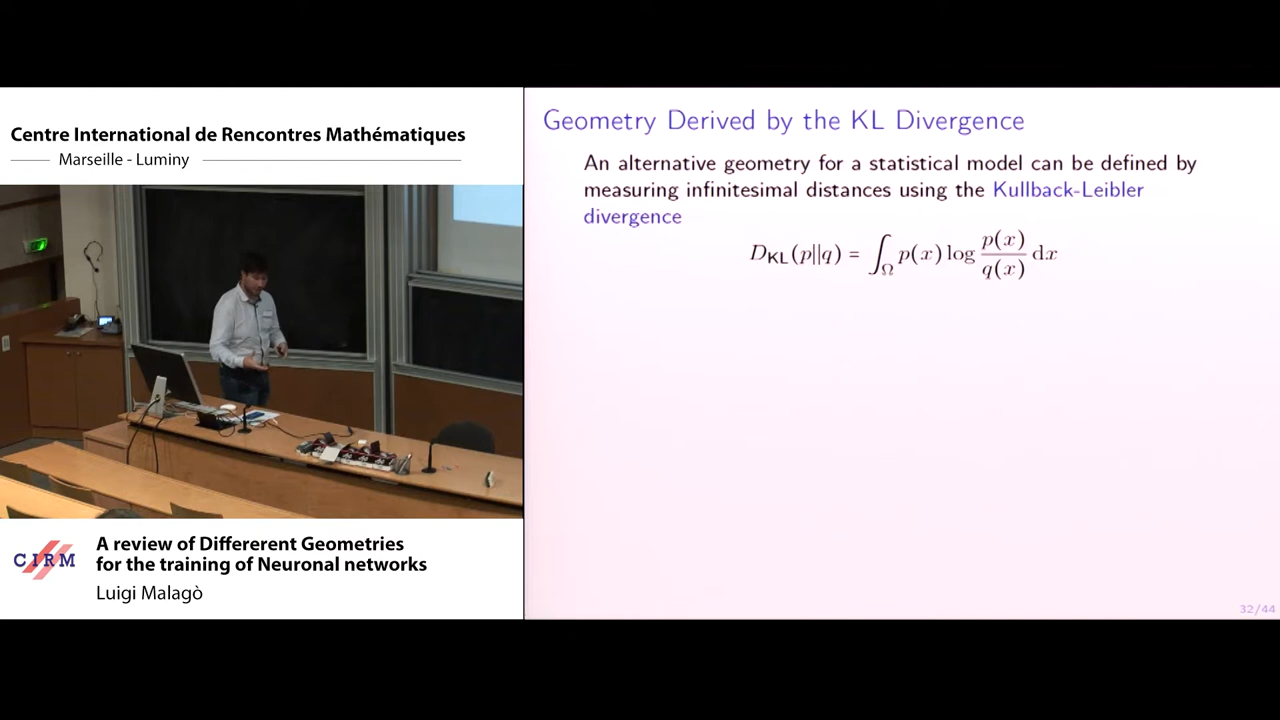 Centre International de Rencontres Mathématiques
Marseille - Luminy
Geometry Derived by the KL Divergence
An alternative geometry for a statistical model can be defined by
measuring infinitesimal distances using the Kullback-Leibler
divergence
D_KL(p||q) = ∫_Ω p(x) log p(x)/q(x) dx
32/44
CIRM
A review of Differerent Geometries
for the training of Neuronal networks
Luigi Malagò